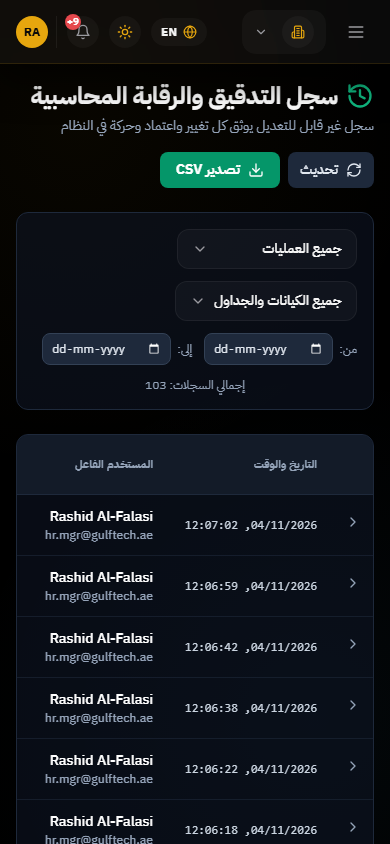 EN
+9
RA
سجل التدقيق والرقابة المحاسبية
سجل غير قابل للتعديل يوثق كل تغيير واعتماد وحركة في النظام
تحديث
تصدير CSV
جميع العمليات
جميع الكيانات والجداول
من: dd-mm-yyyy إلى: dd-mm-yyyy
إجمالي السجلات: 103
التاريخ والوقت المستخدم الفاعل
04/11/2026, 12:07:02 Rashid Al-Falasi
hr.mgr@gulftech.ae
04/11/2026, 12:06:59 Rashid Al-Falasi
hr.mgr@gulftech.ae
04/11/2026, 12:06:42 Rashid Al-Falasi
hr.mgr@gulftech.ae
04/11/2026, 12:06:38 Rashid Al-Falasi
hr.mgr@gulftech.ae
04/11/2026, 12:06:22 Rashid Al-Falasi
hr.mgr@gulftech.ae
04/11/2026, 12:06:18 Rashid Al-Falasi
hr.mgr@gulftech.ae